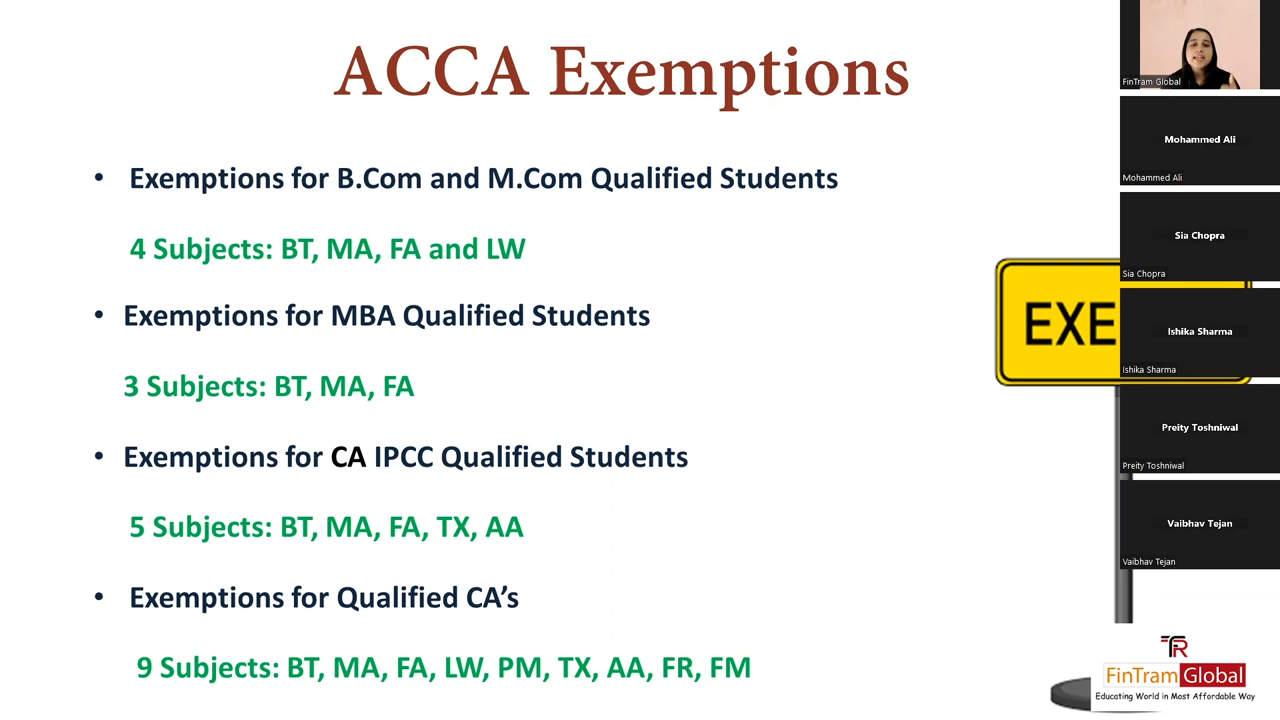 ACCA Exemptions
• Exemptions for B.Com and M.Com Qualified Students
4 Subjects: BT, MA, FA and LW
• Exemptions for MBA Qualified Students
3 Subjects: BT, MA, FA
• Exemptions for CA IPCC Qualified Students
5 Subjects: BT, MA, FA, TX, AA
• Exemptions for Qualified CA’s
9 Subjects: BT, MA, FA, LW, PM, TX, AA, FR, FM
EXE
FinTram Global
Mohammed Ali
Mohammed Ali
Sia Chopra
Sia Chopra
Ishika Sharma
Ishika Sharma
Preity Toshniwal
Preity Toshniwal
Vaibhav Tejan
Vaibhav Tejan
FinTram Global
Educating World in Most Affordable Way